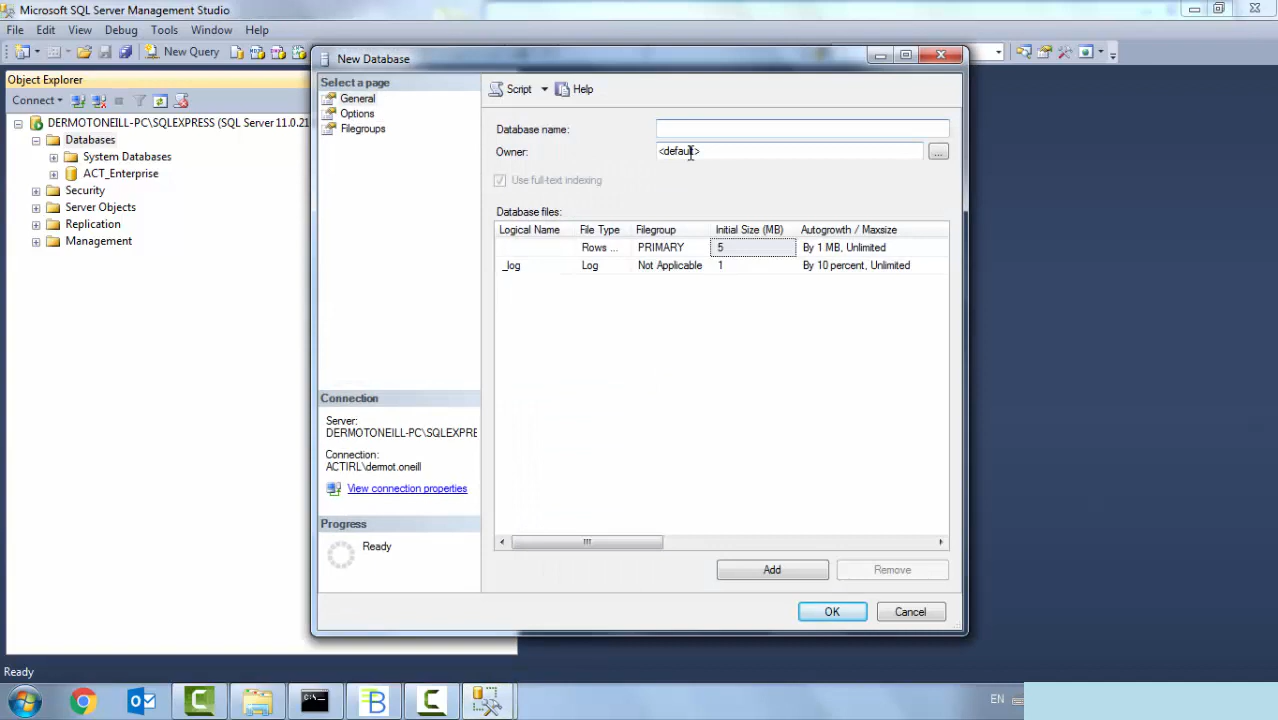 Microsoft SQL Server Management Studio
File Edit View Debug Tools Window Help
New Query
Object Explorer
Connect
DERMOTONEILL-PC\SQLEXPRESS (SQL Server 11.0.21
Databases
System Databases
ACT_Enterprise
Security
Server Objects
Replication
Management
New Database
Select a page
General
Options
Filegroups
Script Help
Database name:
Owner: <default>
...
Use full-text indexing
Database files:
Logical Name File Type Filegroup Initial Size (MB) Autogrowth / Maxsize
Rows ... PRIMARY 5 By 1 MB, Unlimited
_log Log Not Applicable 1 By 10 percent, Unlimited
Connection
Server:
DERMOTONEILL-PC\SQLEXPRE
Connection:
ACTIRL\demot.oneill
View connection properties
Progress
Ready
Add Remove
OK Cancel
Ready
EN